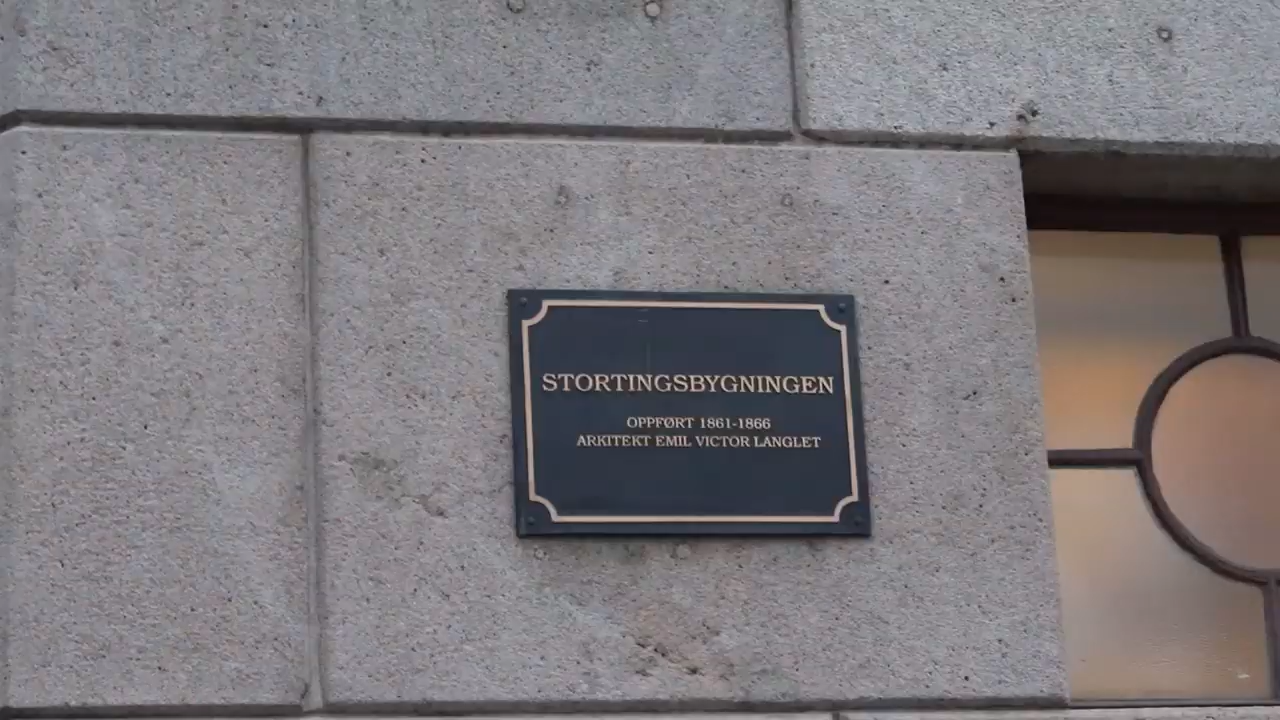 STORTINGSBYGNINGEN
OPPFØRT 1861-1866
ARKITEKT EMIL VICTOR LANGLET